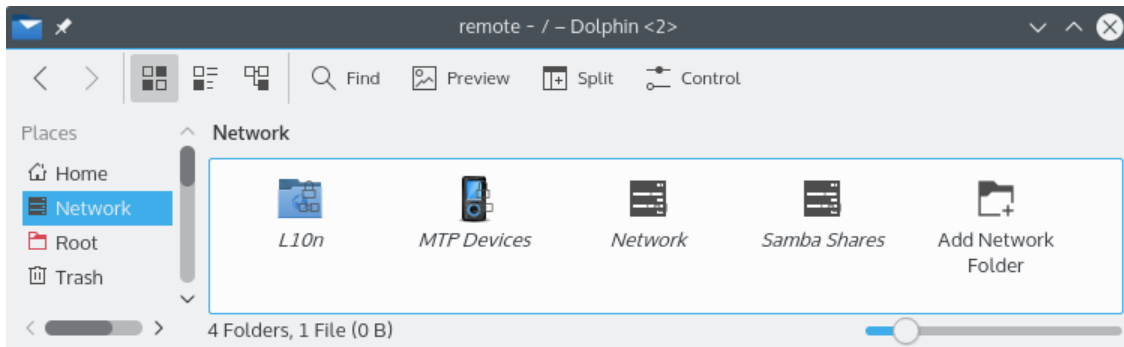 remote – / – Dolphin <2>
Find Preview Split Control
Places
Home
Network
Root
Trash
Network
L10n MTP Devices Network Samba Shares Add Network
Folder
4 Folders, 1 File (0 B)